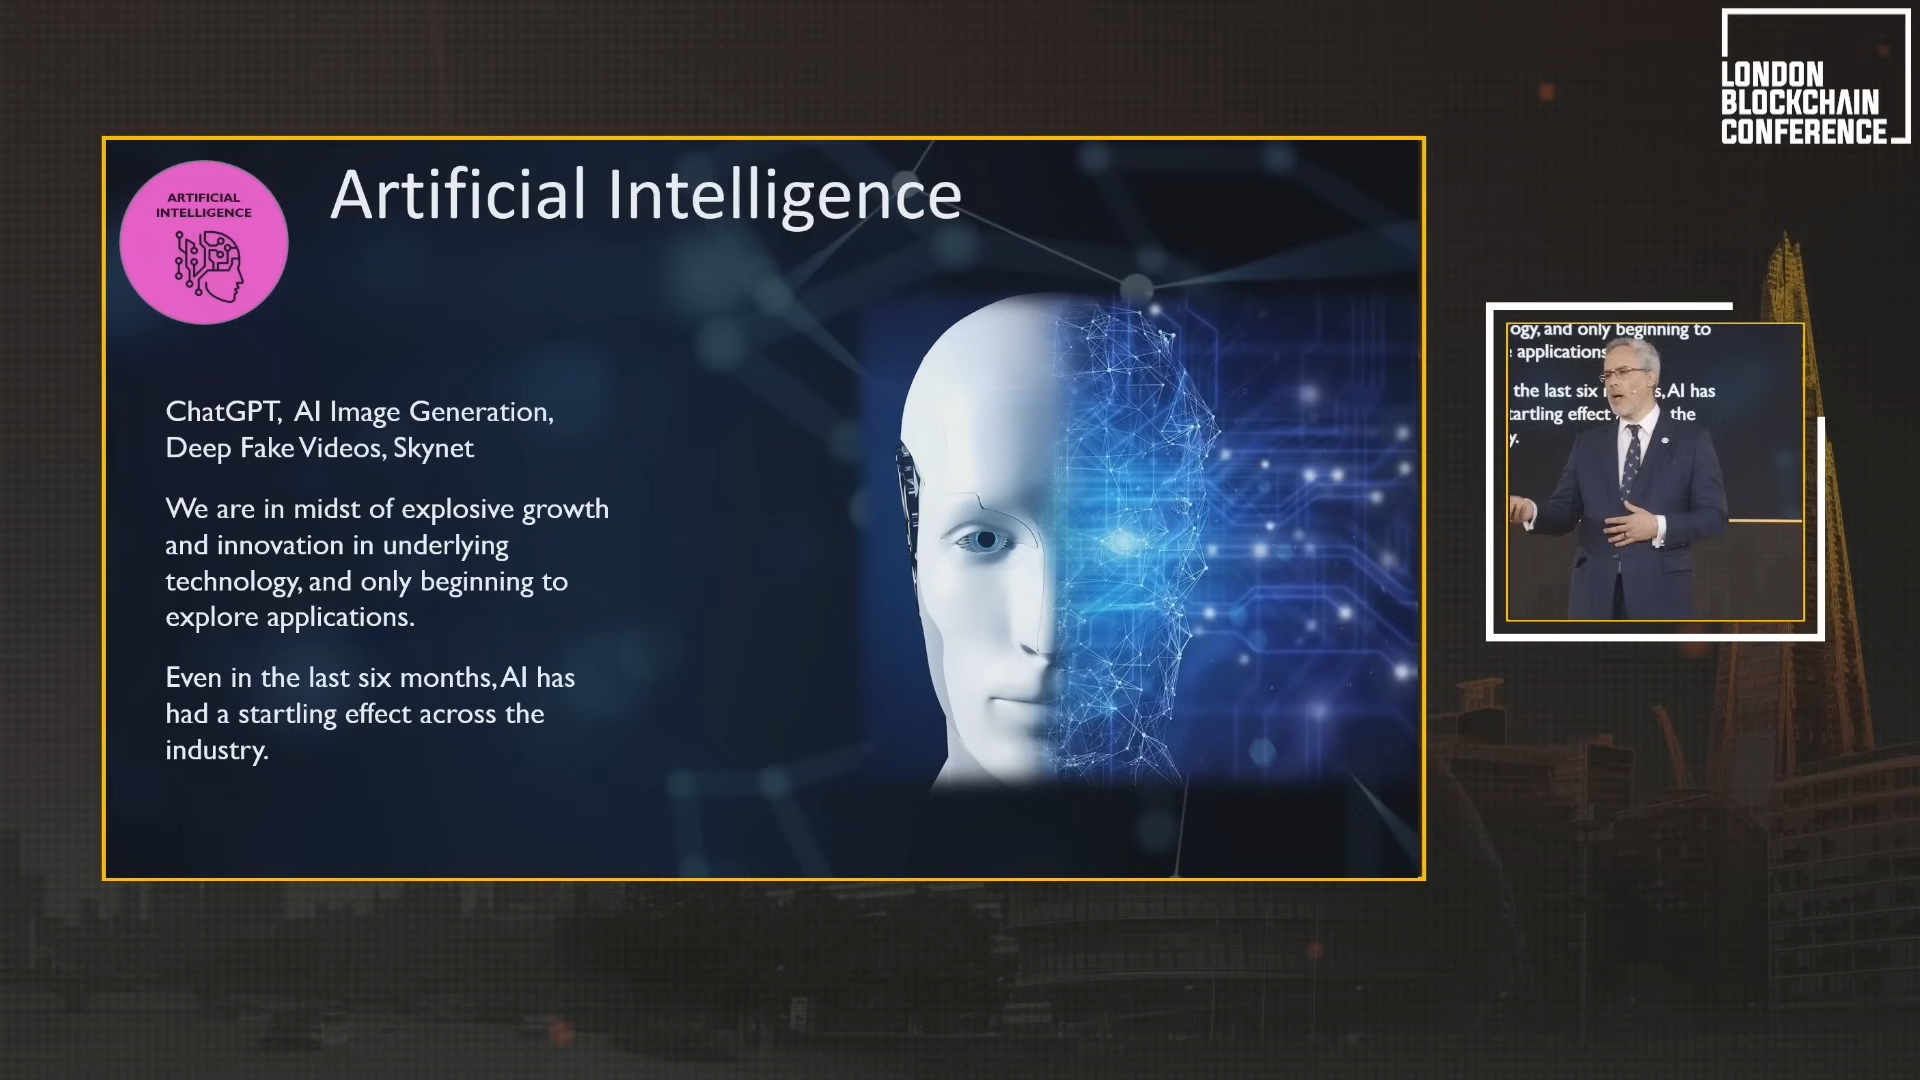 LONDON
BLOCKCHAIN
CONFERENCE
ARTIFICIAL
INTELLIGENCE
Artificial Intelligence
ChatGPT, AI Image Generation,
Deep Fake Videos, Skynet
We are in midst of explosive growth
and innovation in underlying
technology, and only beginning to
explore applications.
Even in the last six months, AI has
had a startling effect across the
industry.
ogy, and only beginning to
applications
the last six
s, AI has
tartling effect
the
y.